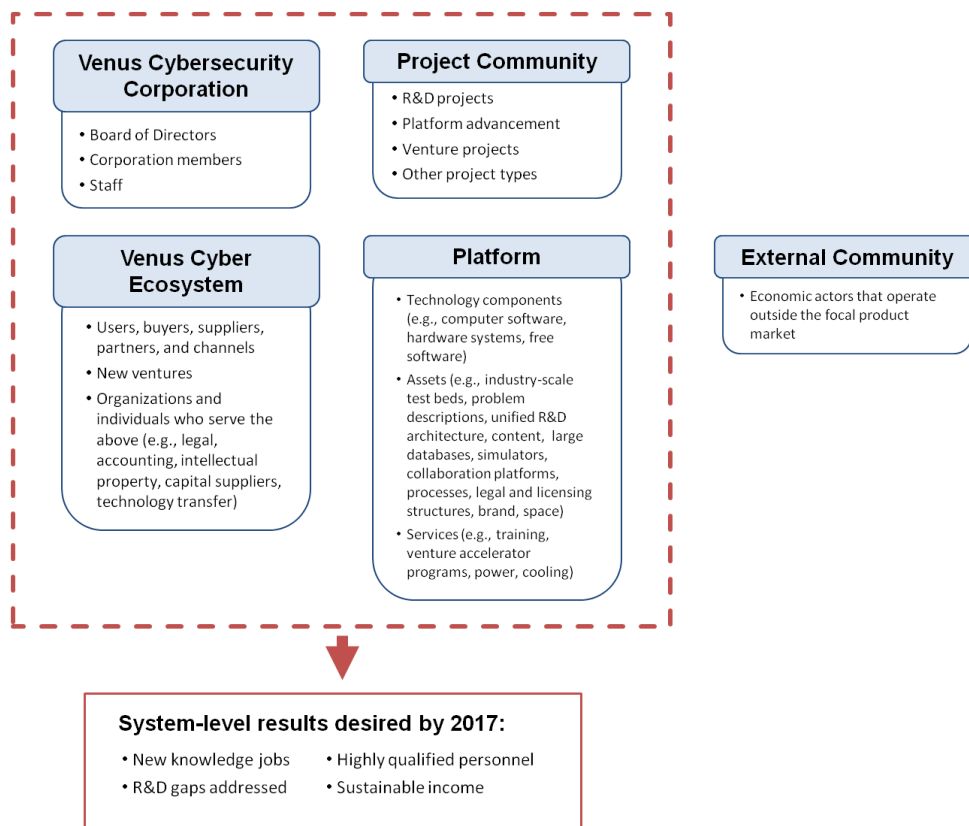 Venus Cybersecurity
Corporation
• Board of Directors
• Corporation members
• Staff
Project Community
• R&D projects
• Platform advancement
• Venture projects
• Other project types
Venus Cyber
Ecosystem
• Users, buyers, suppliers,
partners, and channels
• New ventures
• Organizations and
individuals who serve the
above (e.g., legal,
accounting, intellectual
property, capital suppliers,
technology transfer)
Platform
• Technology components
(e.g., computer software,
hardware systems, free
software)
• Assets (e.g., industry-scale
test beds, problem
descriptions, unified R&D
architecture, content, large
databases, simulators,
collaboration platforms,
processes, legal and licensing
structures, brand, space)
• Services (e.g., training,
venture accelerator
programs, power, cooling)
External Community
• Economic actors that operate
outside the focal product
market
System-level results desired by 2017:
• New knowledge jobs
• R&D gaps addressed
• Highly qualified personnel
• Sustainable income